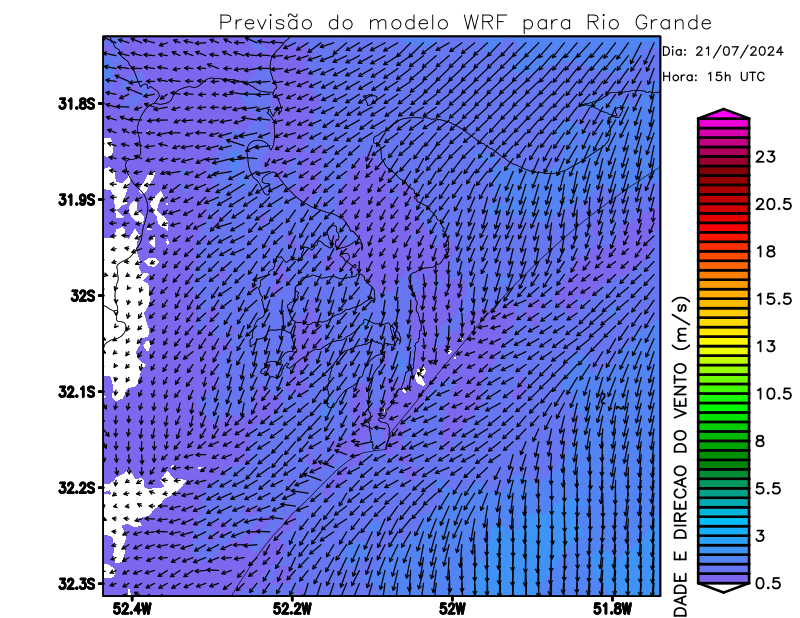 Previsão do modelo WRF para Rio Grande
Dia: 21/07/2024
Hora: 15h UTC
31.8S
31.9S
32S
32.1S
32.2S
32.3S
52.4W
52.2W
52W
51.8W
DADE E DIRECAO DO VENTO (m/s)
23
20.5
18
15.5
13
10.5
8
5.5
3
0.5